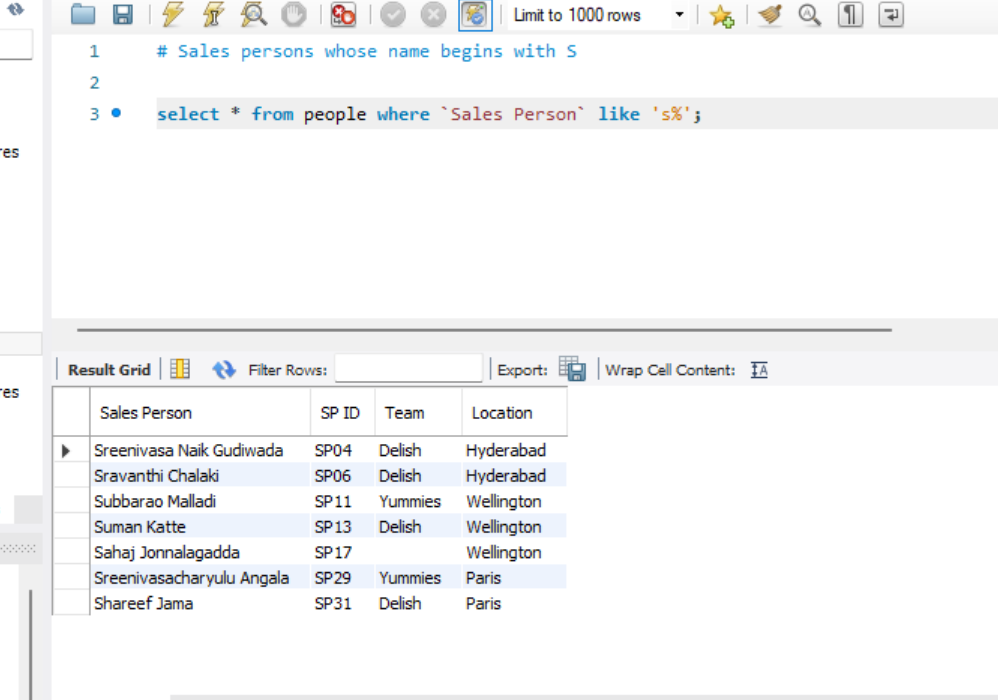 Limit to 1000 rows
1 # Sales persons whose name begins with S
2
3 select * from people where `Sales Person` like 's%';
res
Result Grid Filter Rows: Export: Wrap Cell Content:
res
Sales Person SP ID Team Location
Sreenivasa Naik Gudiwada SP04 Delish Hyderabad
Sravanthi Chalaki SP06 Delish Hyderabad
Subbarao Malladi SP11 Yummies Wellington
Suman Katte SP13 Delish Wellington
Sahaj Jonnalagadda SP17 Wellington
Sreenivasacharyulu Angala SP29 Yummies Paris
Shareef Jama SP31 Delish Paris